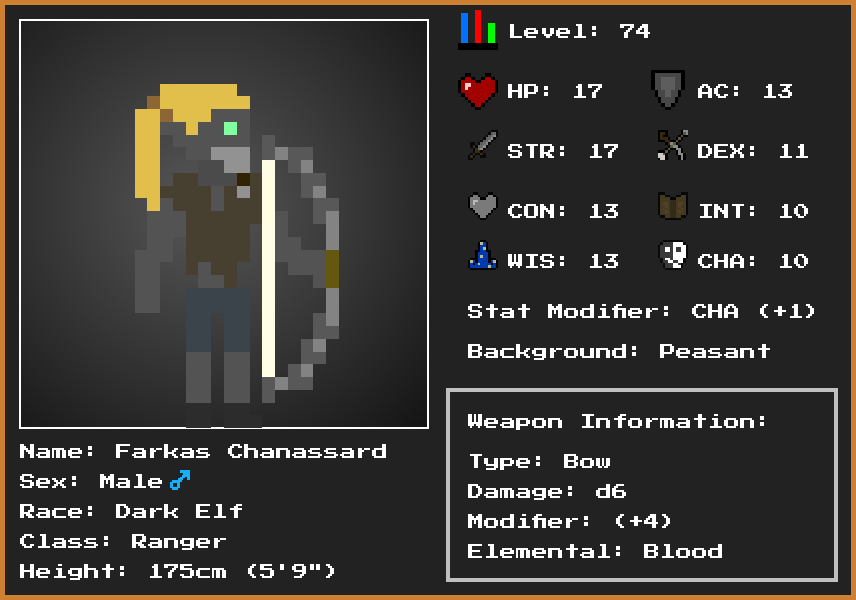 Level: 74
HP: 17 AC: 13
STR: 17 DEX: 11
CON: 13 INT: 10
WIS: 13 CHA: 10
Stat Modifier: CHA (+1)
Background: Peasant
Weapon Information:
Type: Bow
Damage: d6
Modifier: (+4)
Elemental: Blood
Name: Farkas Chanassard
Sex: Male♂
Race: Dark Elf
Class: Ranger
Height: 175cm (5'9")